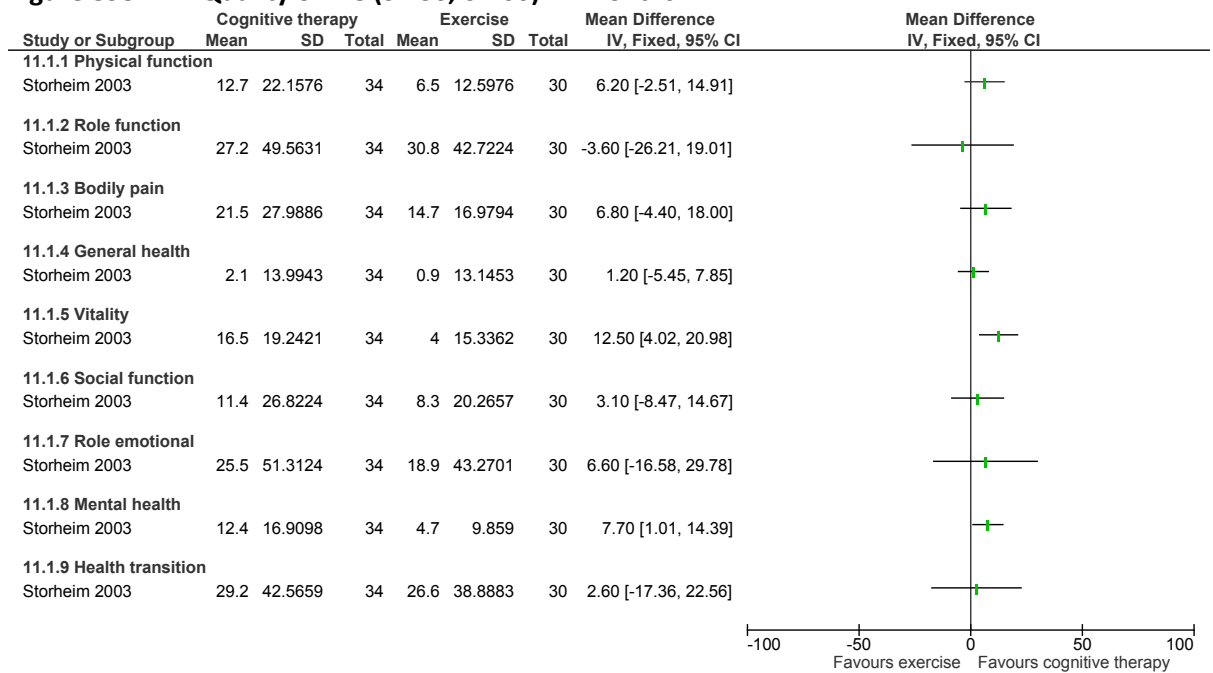 Cognitive therapy Exercise Mean Difference Mean Difference
Study or Subgroup Mean SD Total Mean SD Total IV, Fixed, 95% CI IV, Fixed, 95% CI
11.1.1 Physical function
Storheim 2003 12.7 22.1576 34 6.5 12.5976 30 6.20 [-2.51, 14.91]
11.1.2 Role function
Storheim 2003 27.2 49.5631 34 30.8 42.7224 30 -3.60 [-26.21, 19.01]
11.1.3 Bodily pain
Storheim 2003 21.5 27.9886 34 14.7 16.9794 30 6.80 [-4.40, 18.00]
11.1.4 General health
Storheim 2003 2.1 13.9943 34 0.9 13.1453 30 1.20 [-5.45, 7.85]
11.1.5 Vitality
Storheim 2003 16.5 19.2421 34 4 15.3362 30 12.50 [4.02, 20.98]
11.1.6 Social function
Storheim 2003 11.4 26.8224 34 8.3 20.2657 30 3.10 [-8.47, 14.67]
11.1.7 Role emotional
Storheim 2003 25.5 51.3124 34 18.9 43.2701 30 6.60 [-16.58, 29.78]
11.1.8 Mental health
Storheim 2003 12.4 16.9098 34 4.7 9.859 30 7.70 [1.01, 14.39]
11.1.9 Health transition
Storheim 2003 29.2 42.5659 34 26.6 38.8883 30 2.60 [-17.36, 22.56]
-100 -50 0 50 100
Favours exercise Favours cognitive therapy